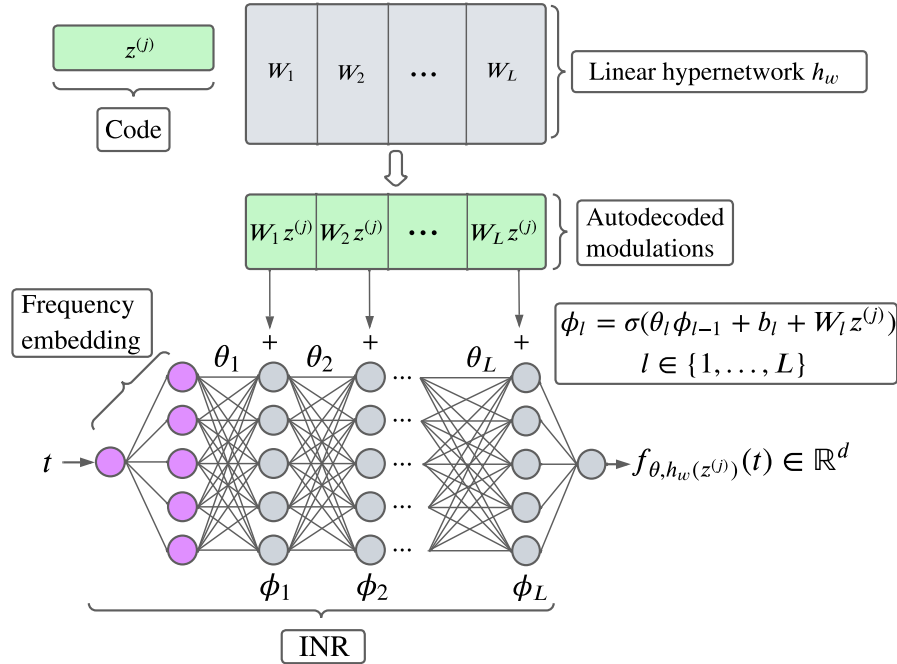 z^{(j)}
Code
W_1 W_2 ••• W_L
Linear hypernetwork h_w
W_1 z^{(j)} W_2 z^{(j)} ••• W_L z^{(j)}
Autodecoded
modulations
Frequency
embedding
+ + +
ϕ_l = σ(θ_l ϕ_{l−1} + b_l + W_l z^{(j)})
l ∈ {1, . . . , L}
θ_1 θ_2 θ_L
...
...
...
...
...
t
f_{θ,h_w(z^{(j)})}(t) ∈ ℝ^d
ϕ_1 ϕ_2 ϕ_L
INR